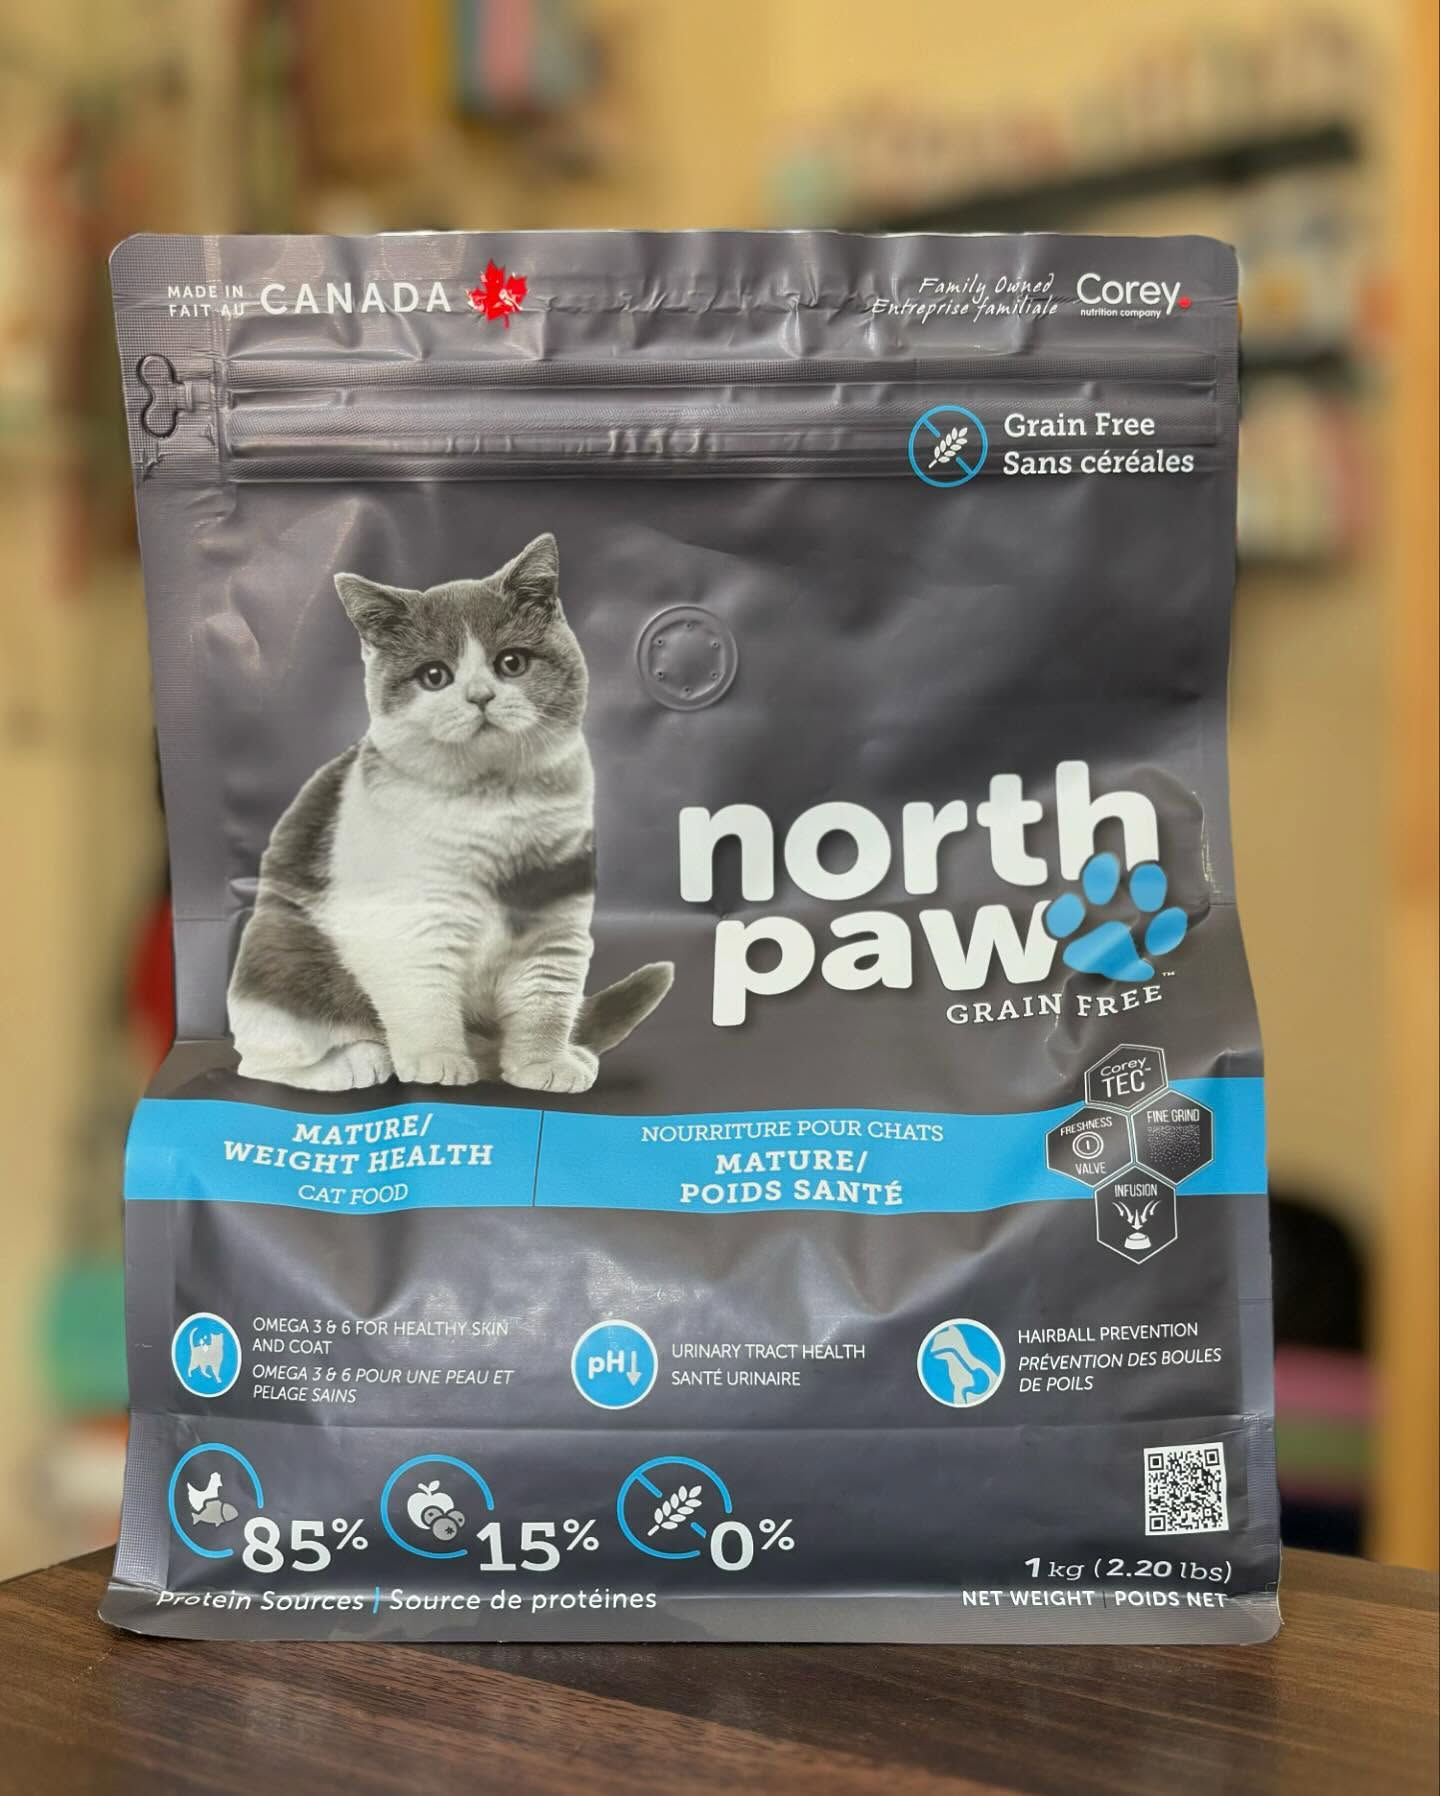 MADE IN
FAIT AU
CANADA
Family Owned
Entreprise familiale
Corey
nutrition company
Grain Free
Sans céréales
north
paw
™
GRAIN FREE
MATURE/
WEIGHT HEALTH
CAT FOOD
NOURRITURE POUR CHATS
MATURE/
POIDS SANTÉ
Corey
TEC™
FRESHNESS
VALVE
FINE GRIND
INFUSION
OMEGA 3 & 6 FOR HEALTHY SKIN
AND COAT
OMEGA 3 & 6 POUR UNE PEAU ET
PELAGE SAINS
pH↓
URINARY TRACT HEALTH
SANTÉ URINAIRE
HAIRBALL PREVENTION
PRÉVENTION DES BOULES
DE POILS
85%
15%
0%
Protein Sources | Source de protéines
1 kg (2.20 lbs)
NET WEIGHT | POIDS NET